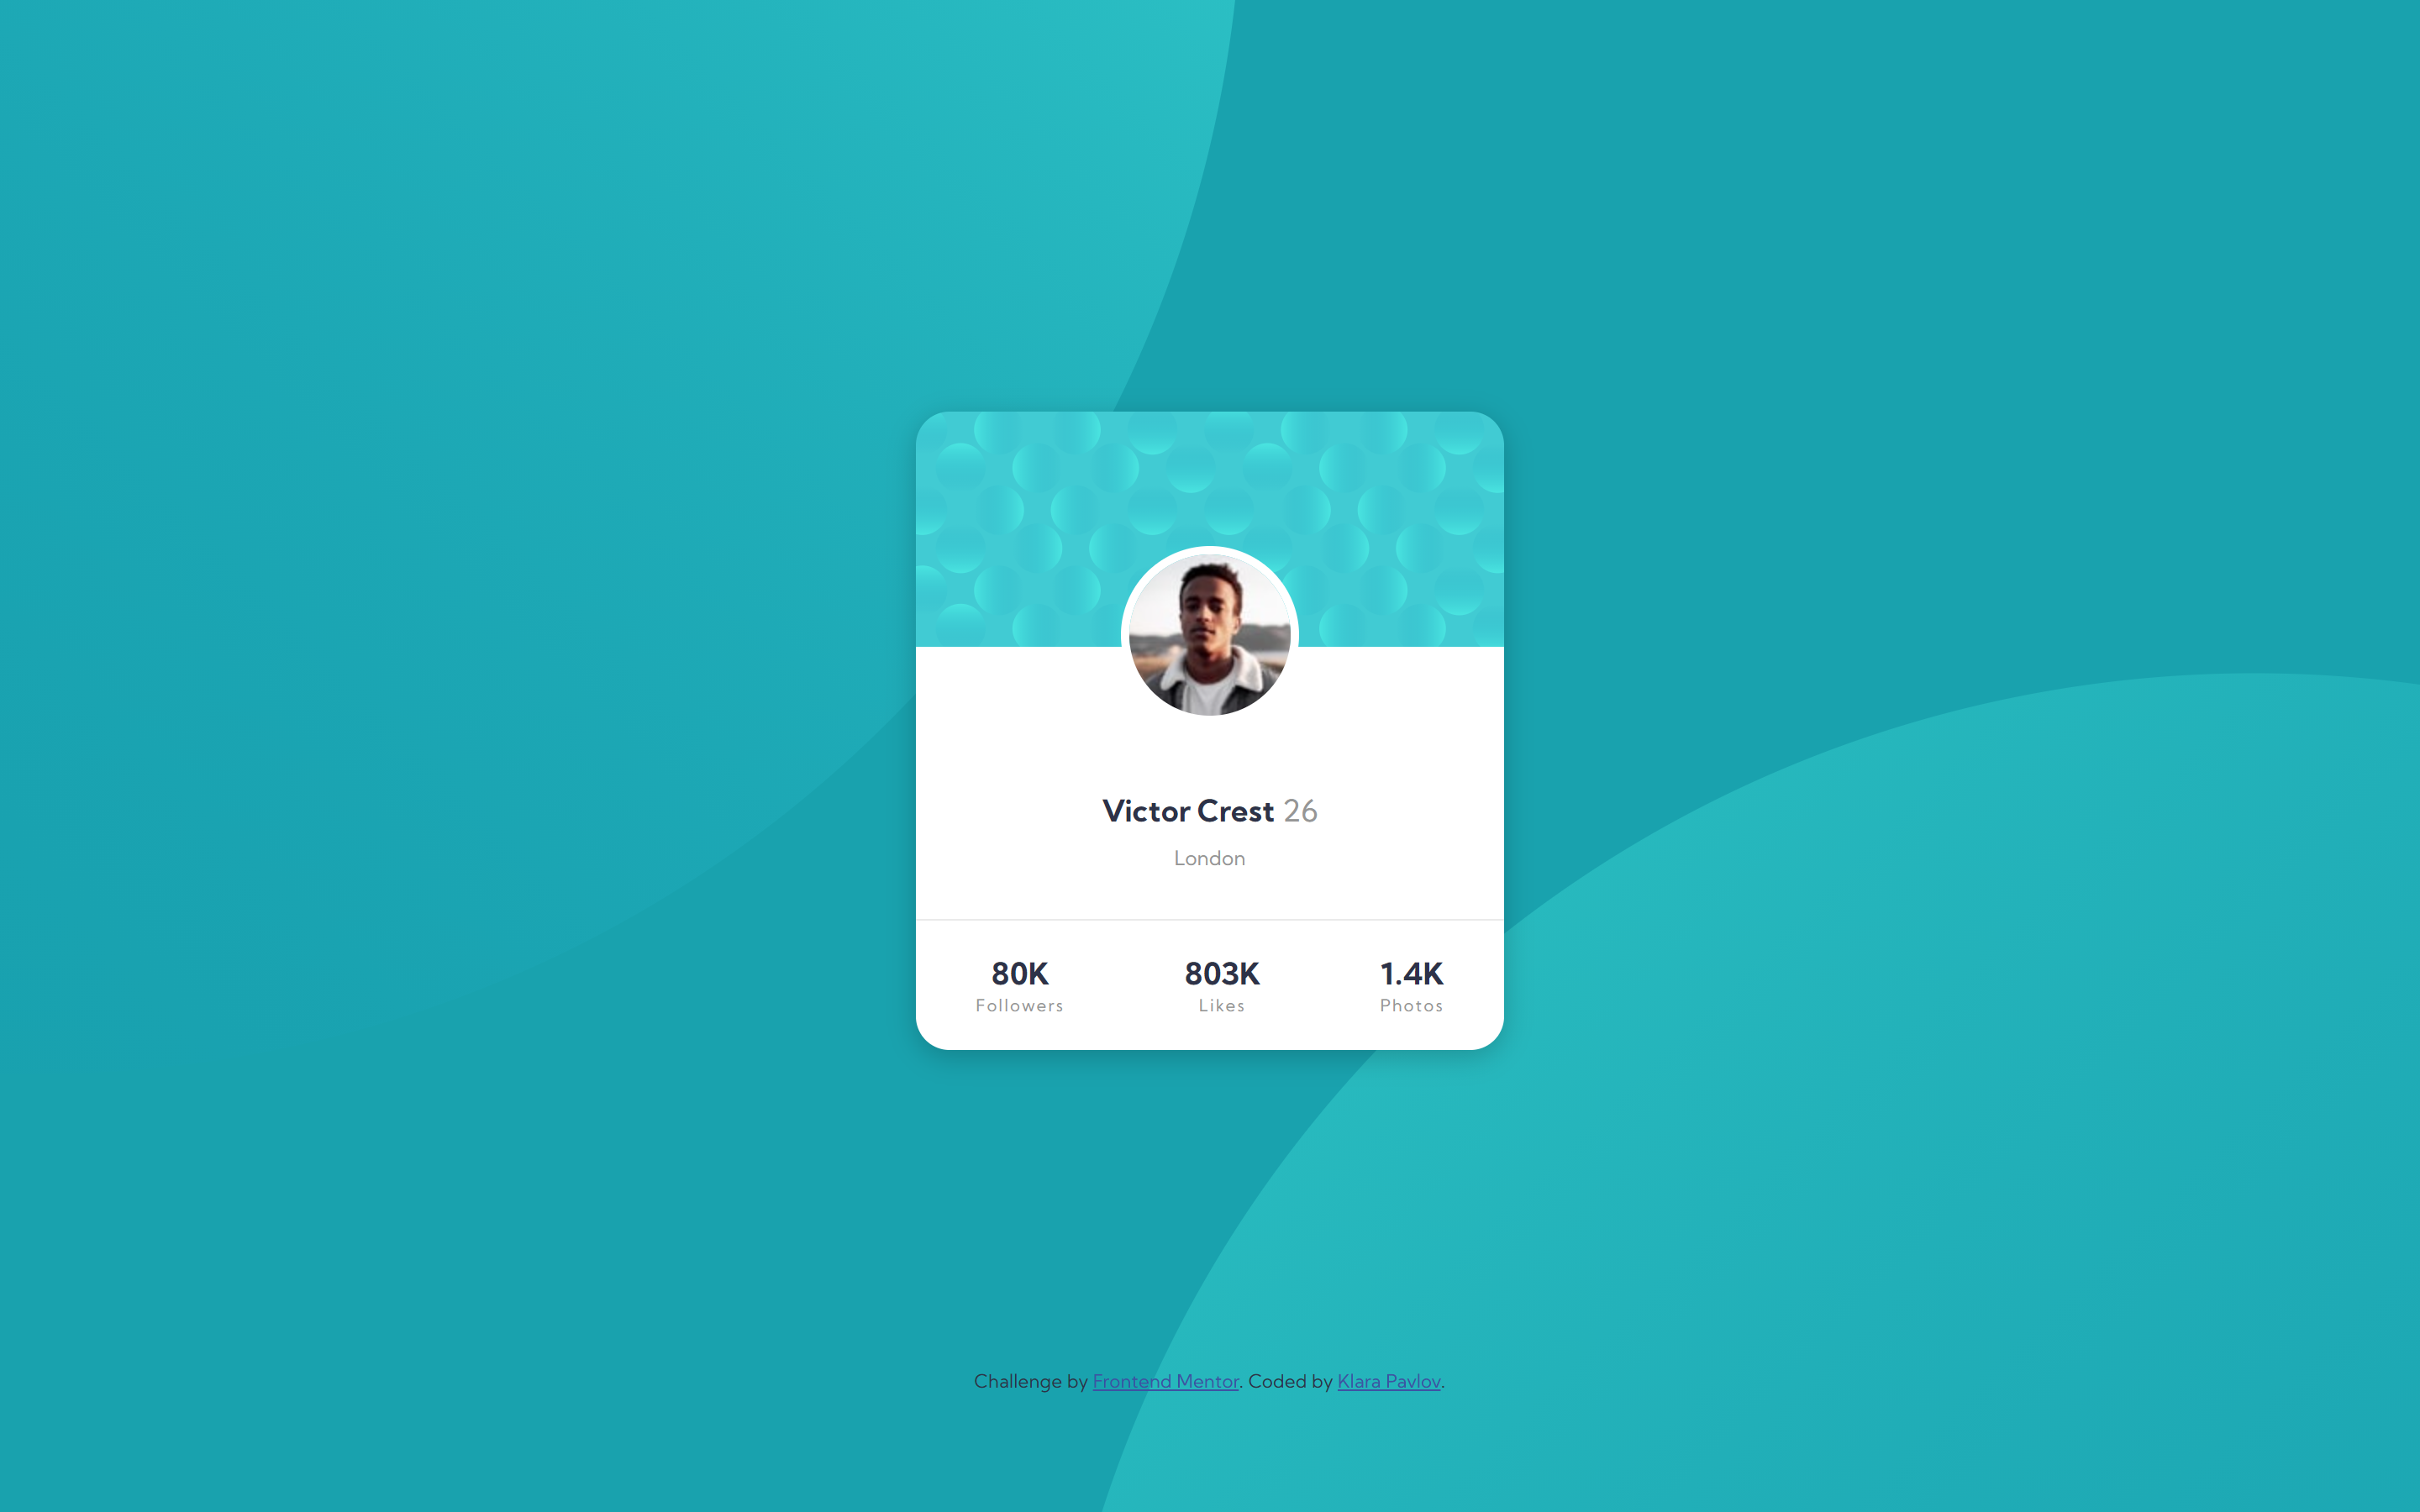 Victor Crest 26
London
80K 803K 1.4K
Followers Likes Photos
Challenge by Frontend Mentor. Coded by Klara Pavlov.